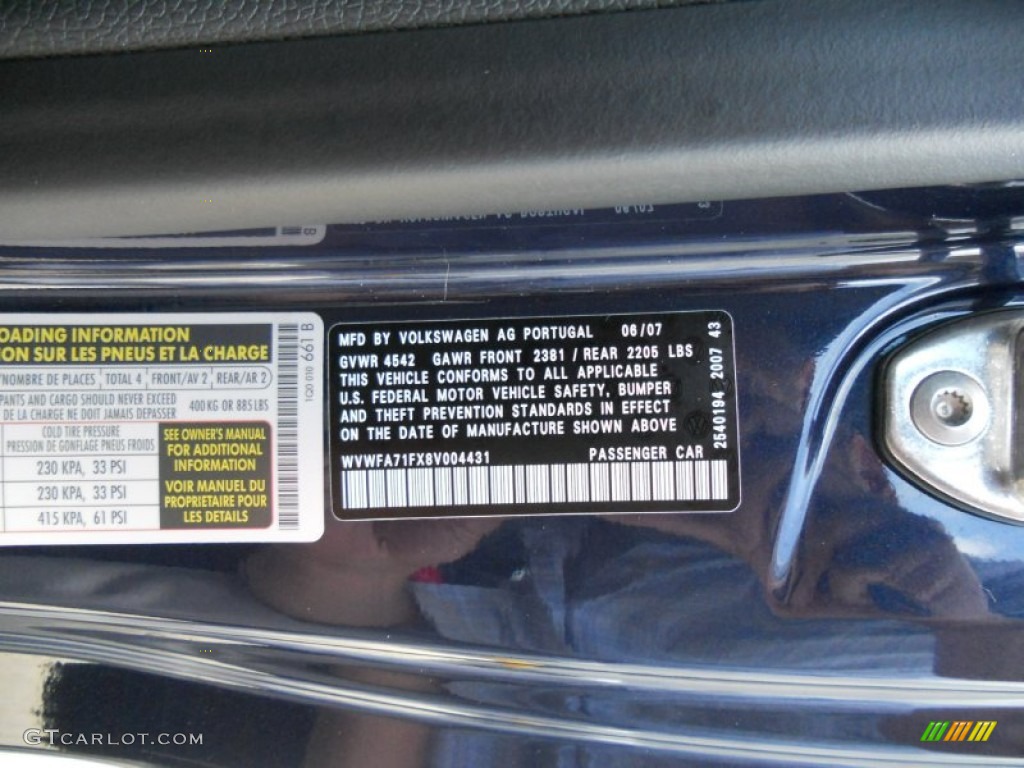 OADING INFORMATION
ION SUR LES PNEUS ET LA CHARGE
NOMBRE DE PLACES TOTAL 4 FRONT/AV 2 REAR/AR 2
PANTS AND CARGO SHOULD NEVER EXCEED
DE LA CHARGE NE DOIT JAMAIS DEPASSER
400 KG OR 885 LBS
COLD TIRE PRESSURE
PRESSION DE GONFLAGE PNEUS FROIDS
230 KPA, 33 PSI
230 KPA, 33 PSI
415 KPA, 61 PSI
SEE OWNER'S MANUAL
FOR ADDITIONAL
INFORMATION
VOIR MANUEL DU
PROPRIETAIRE POUR
LES DETAILS
1Q0 010 661 B
MFD BY VOLKSWAGEN AG PORTUGAL 06/07
GVWR 4542 GAWR FRONT 2381 / REAR 2205 LBS
THIS VEHICLE CONFORMS TO ALL APPLICABLE
U.S. FEDERAL MOTOR VEHICLE SAFETY, BUMPER
AND THEFT PREVENTION STANDARDS IN EFFECT
ON THE DATE OF MANUFACTURE SHOWN ABOVE
WVWFA71FX8V004431 PASSENGER CAR
2540194 2007 43
GTCARLOT.COM